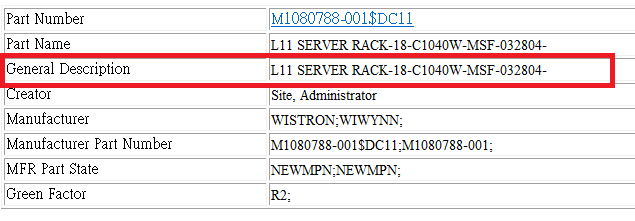 Part Number M1080788-001$DC11
Part Name L11 SERVER RACK-18-C1040W-MSF-032804-
General Description L11 SERVER RACK-18-C1040W-MSF-032804-
Creator Site, Administrator
Manufacturer WISTRON;WIWYNN;
Manufacturer Part Number M1080788-001$DC11;M1080788-001;
MFR Part State NEWMPN;NEWMPN;
Green Factor R2;